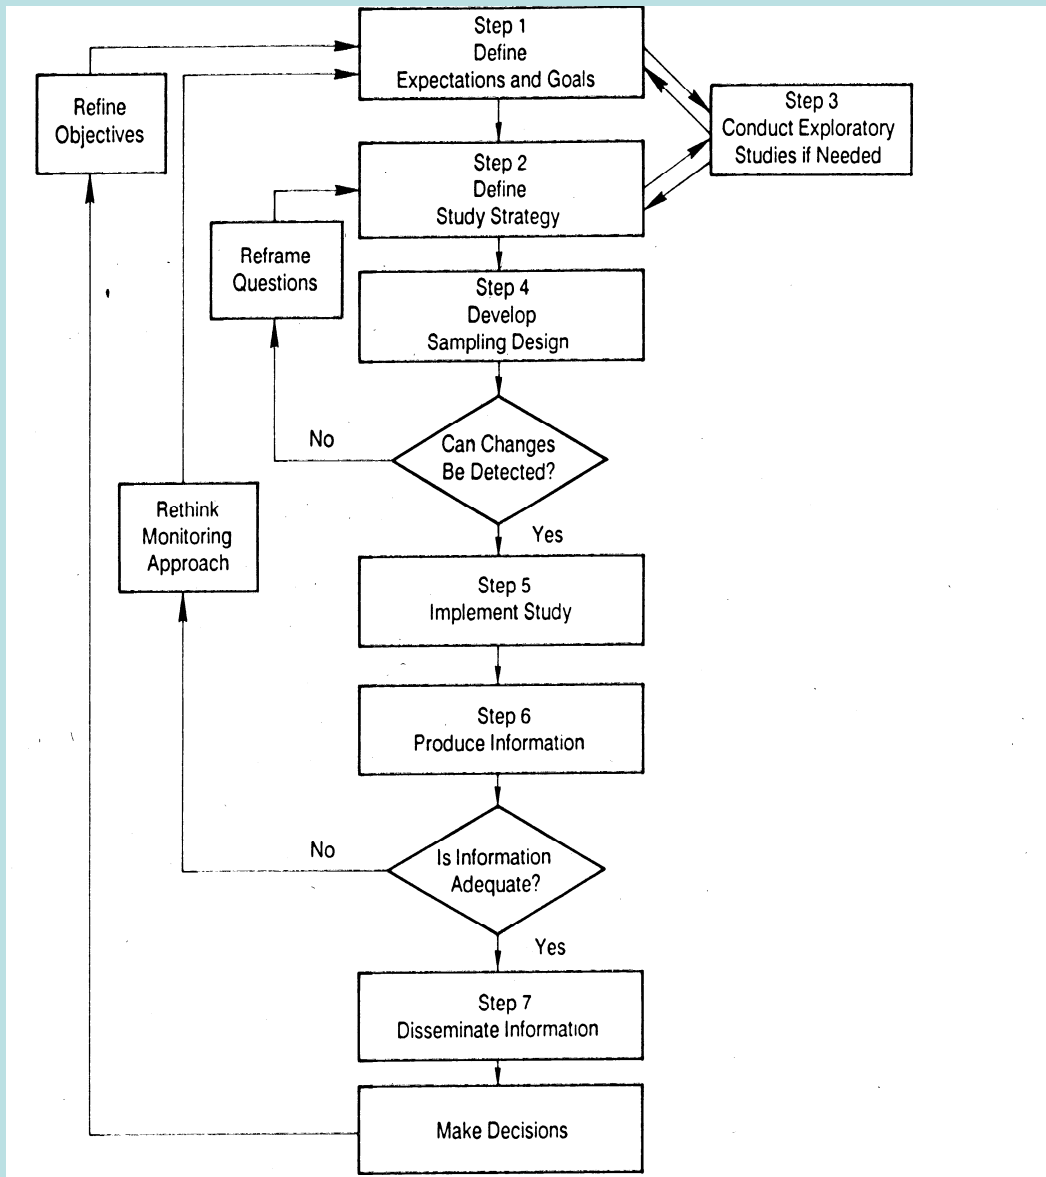 Step 1
Define
Expectations and Goals
Refine
Objectives
Step 3
Conduct Exploratory
Studies if Needed
Step 2
Define
Study Strategy
Reframe
Questions
Step 4
Develop
Sampling Design
No
Can Changes
Be Detected?
Yes
Rethink
Monitoring
Approach
Step 5
Implement Study
Step 6
Produce Information
No
Is Information
Adequate?
Yes
Step 7
Disseminate Information
Make Decisions